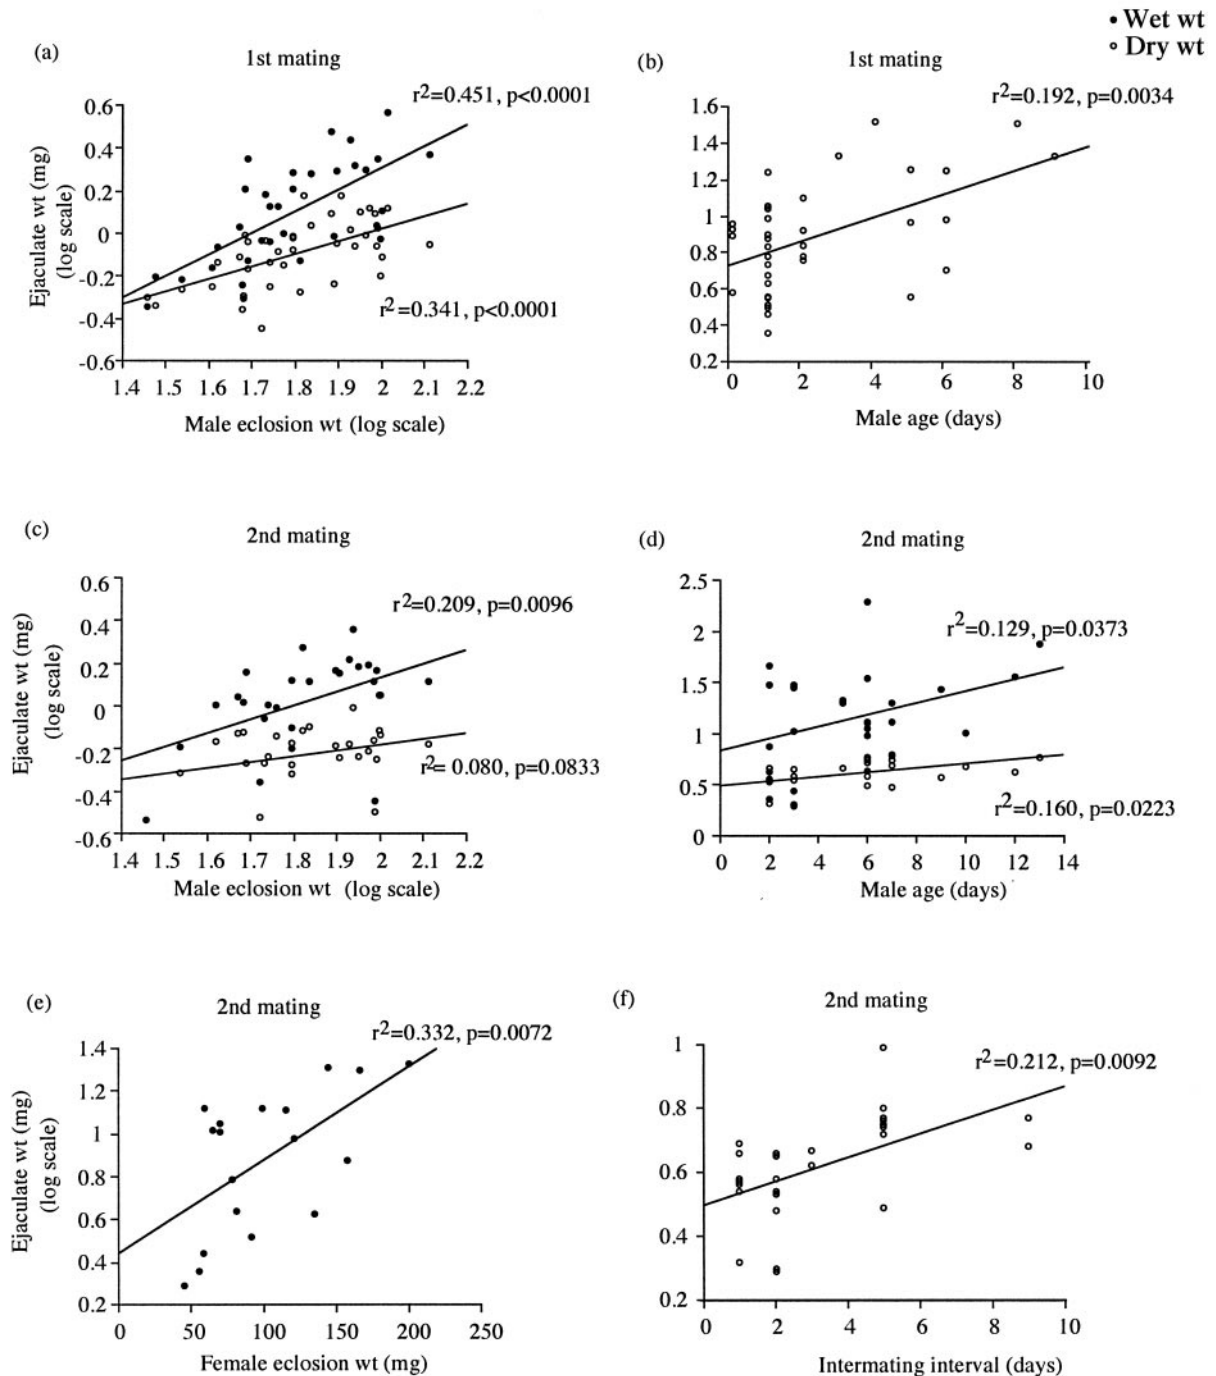 • Wet wt
○ Dry wt
(a)
1st mating
r2=0.451, p<0.0001
0.6
0.4
0.2
0
-0.2
-0.4
-0.6
Ejaculate wt (mg)
(log scale)
r2=0.341, p<0.0001
1.4 1.5 1.6 1.7 1.8 1.9 2 2.1 2.2
Male eclosion wt (log scale)
(b)
1st mating
r2=0.192, p=0.0034
1.6
1.4
1.2
1
0.8
0.6
0.4
0.2
0 2 4 6 8 10
Male age (days)
(c)
2nd mating
r2=0.209, p=0.0096
0.6
0.4
0.2
0
-0.2
-0.4
-0.6
Ejaculate wt (mg)
(log scale)
r2= 0.080, p=0.0833
1.4 1.5 1.6 1.7 1.8 1.9 2 2.1 2.2
Male eclosion wt (log scale)
(d)
2nd mating
2.5
2
1.5
1
0.5
0
r2=0.129, p=0.0373
r2=0.160, p=0.0223
0 2 4 6 8 10 12 14
Male age (days)
(e)
2nd mating
r2=0.332, p=0.0072
1.4
1.2
1
0.8
0.6
0.4
0.2
Ejaculate wt (mg)
(log scale)
0 50 100 150 200 250
Female eclosion wt (mg)
(f)
2nd mating
r2=0.212, p=0.0092
1
0.8
0.6
0.4
0.2
0 2 4 6 8 10
Intermating interval (days)